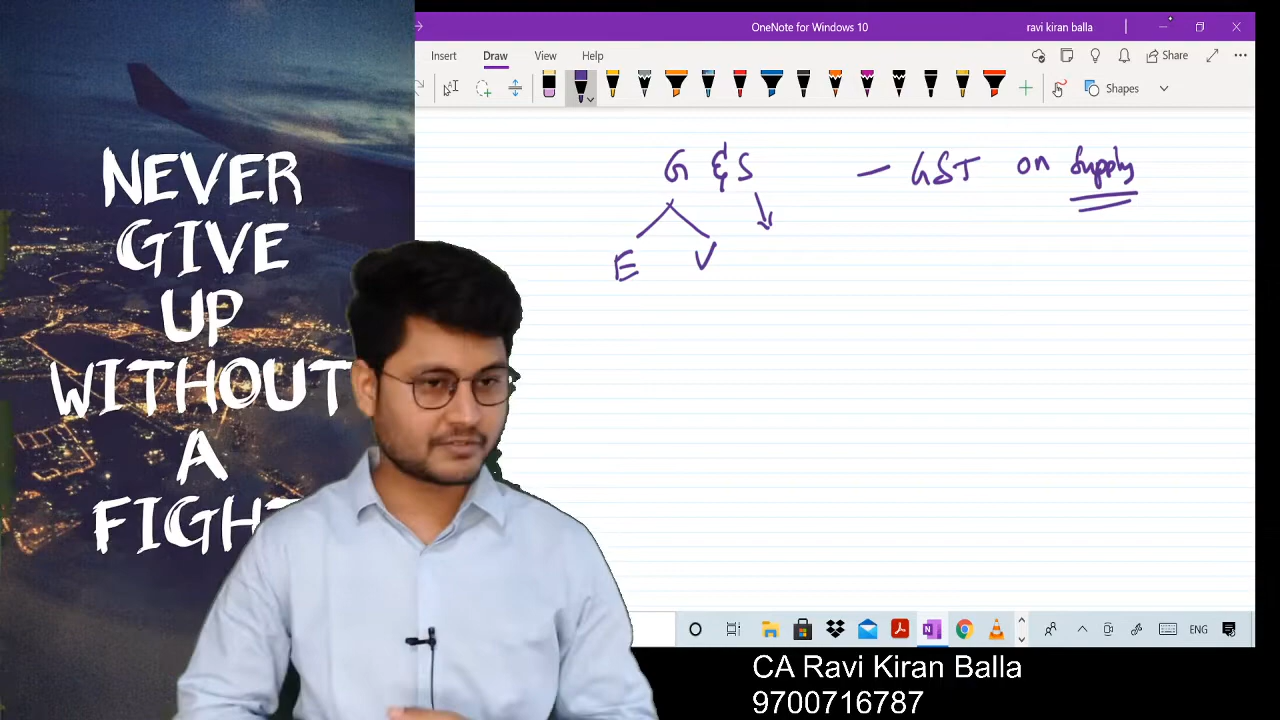 NEVER
GIVE
UP
WITHOUT
A
FIGHT
OneNote for Windows 10
ravi kiran balla
Insert
Draw
View
Help
Share
Shapes
G & S
— GST on Supply
E
V
ENG
CA Ravi Kiran Balla
9700716787